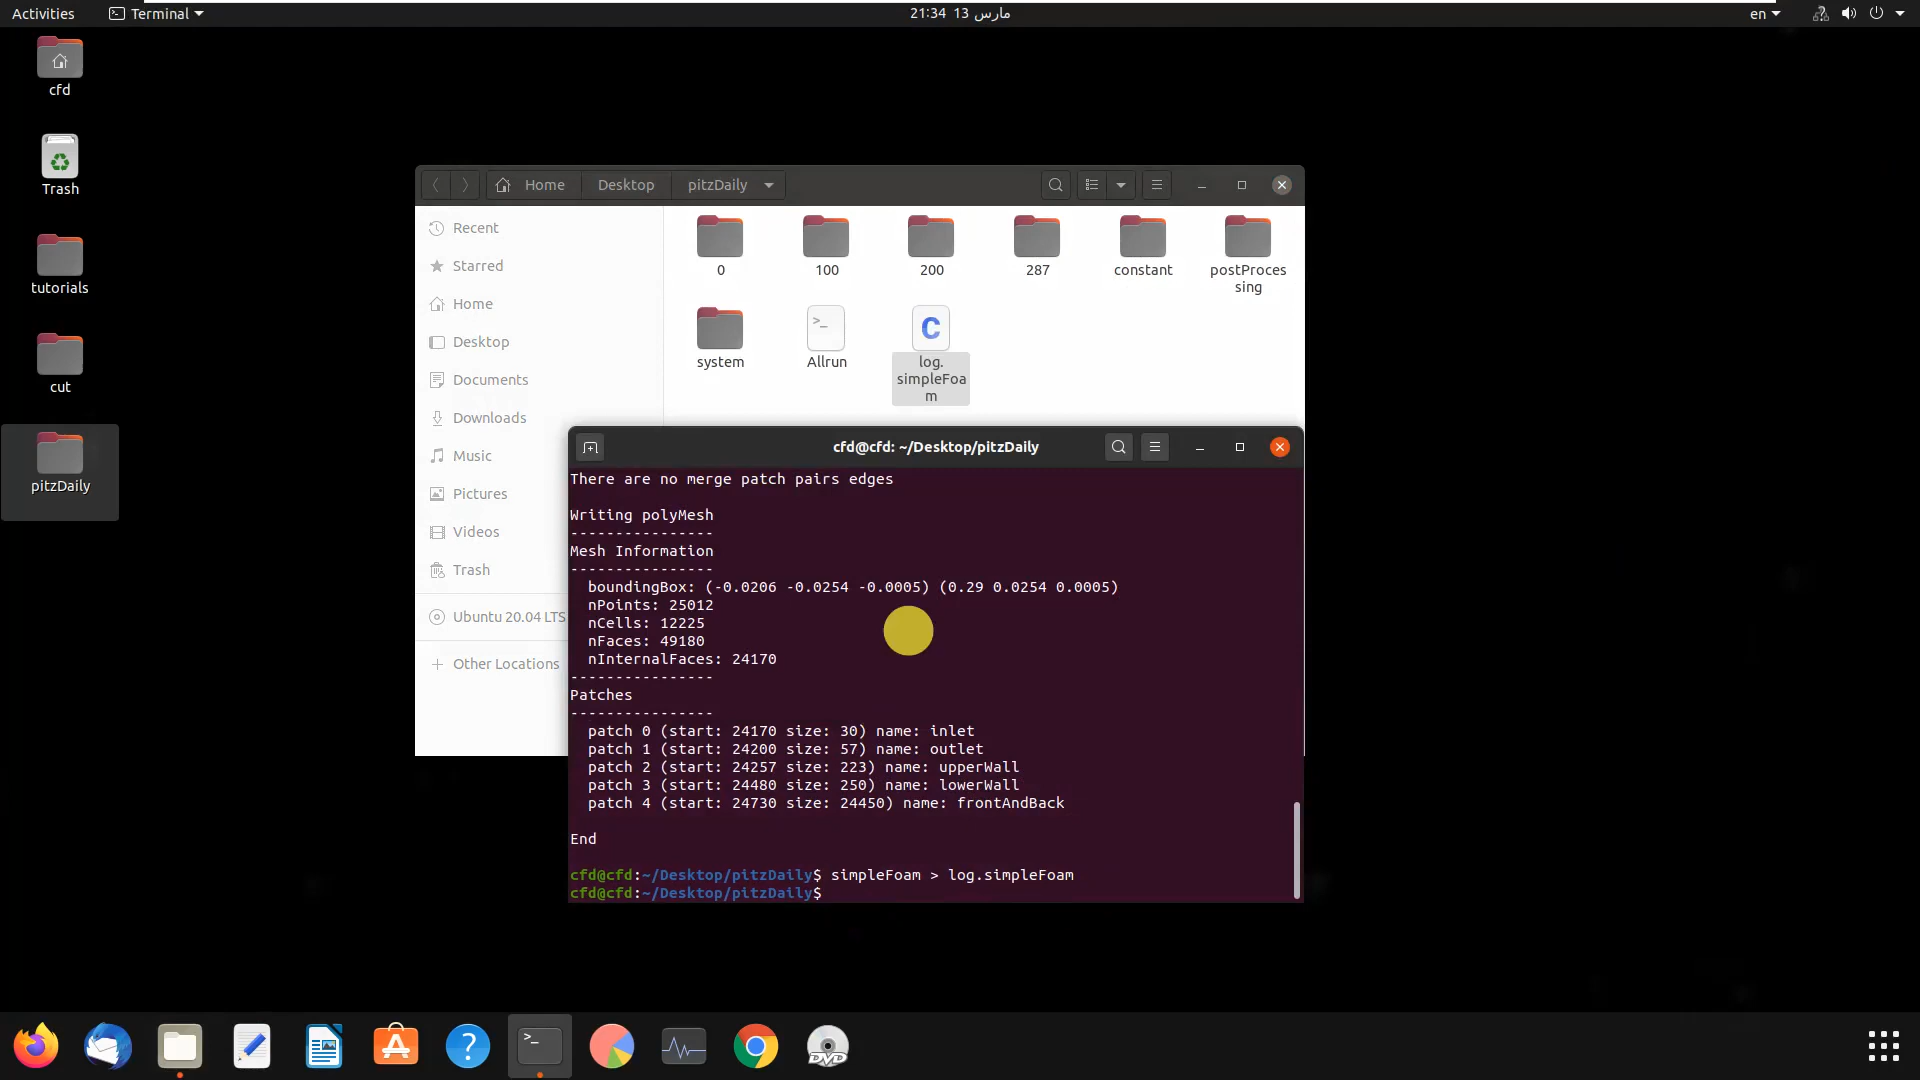 Activities
Terminal
21:34 13 مارس
en
cfd
Trash
tutorials
cut
pitzDaily
Home
Desktop
pitzDaily
Recent
Starred
Home
Desktop
Documents
Downloads
Music
Pictures
Videos
Trash
Ubuntu 20.04 LTS
Other Locations
0
100
200
287
constant
postProces
sing
system
>_
Allrun
C
log.
simpleFoa
m
cfd@cfd: ~/Desktop/pitzDaily
There are no merge patch pairs edges
Writing polyMesh
----------------
Mesh Information
----------------
boundingBox: (-0.0206 -0.0254 -0.0005) (0.29 0.0254 0.0005)
nPoints: 25012
nCells: 12225
nFaces: 49180
nInternalFaces: 24170
----------------
Patches
----------------
patch 0 (start: 24170 size: 30) name: inlet
patch 1 (start: 24200 size: 57) name: outlet
patch 2 (start: 24257 size: 223) name: upperWall
patch 3 (start: 24480 size: 250) name: lowerWall
patch 4 (start: 24730 size: 24450) name: frontAndBack
End
cfd@cfd:~/Desktop/pitzDaily$ simpleFoam > log.simpleFoam
cfd@cfd:~/Desktop/pitzDaily$
>_
DVD